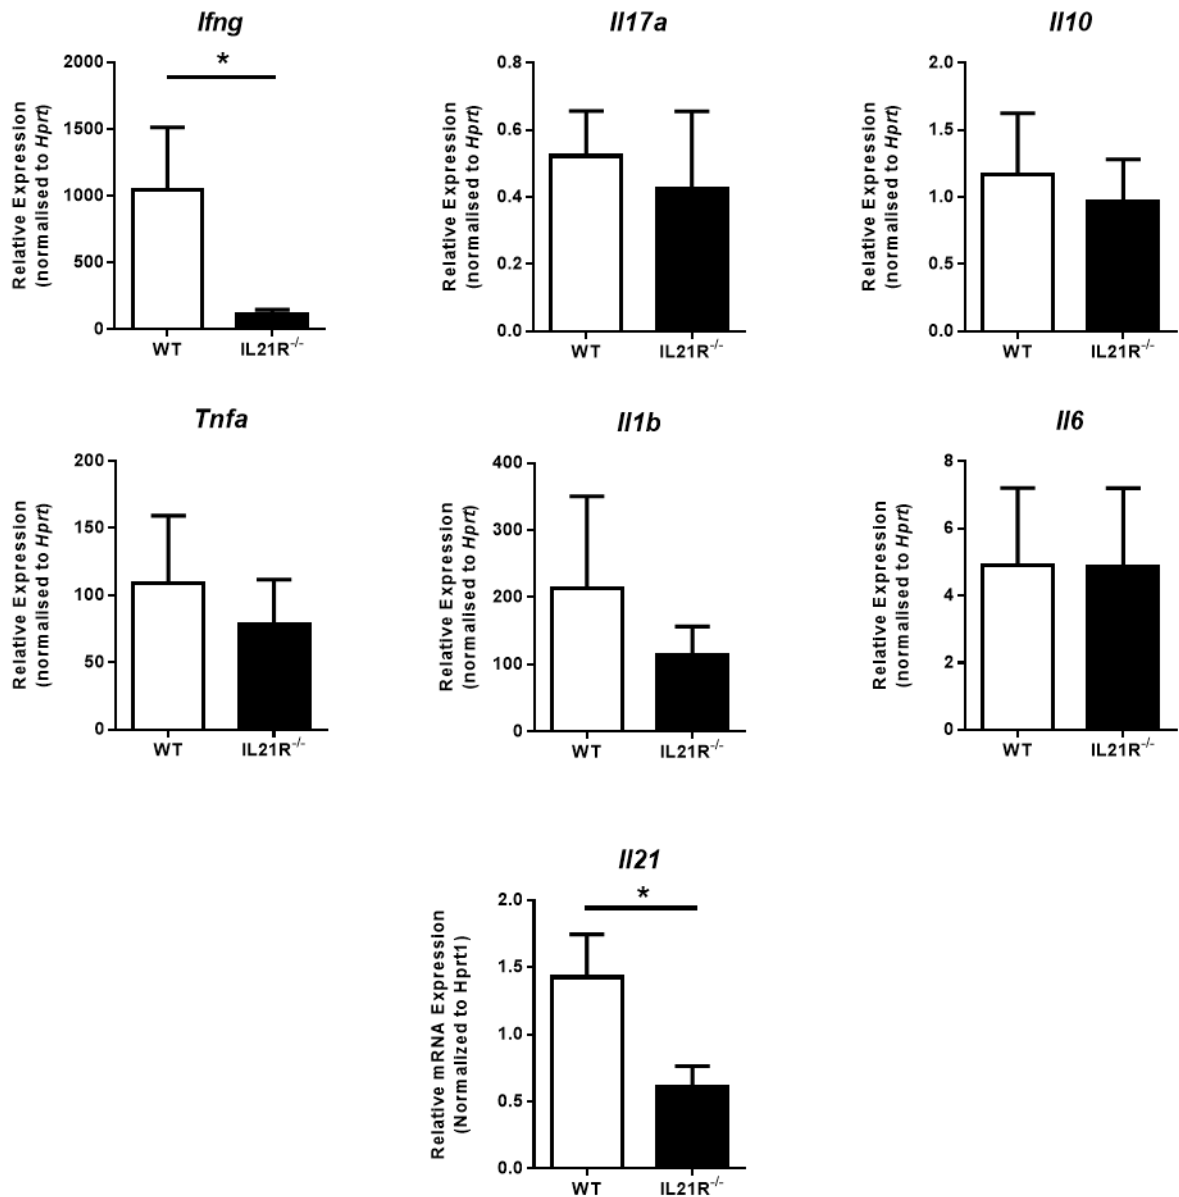 Ifng
Relative Expression
(normalised to Hprt)
2000
1500
1000
500
0
*
WT
IL21R-/-
Il17a
Relative Expression
(normalised to Hprt)
0.8
0.6
0.4
0.2
0.0
WT
IL21R-/-
Il10
Relative Expression
(normalised to Hprt)
2.0
1.5
1.0
0.5
0.0
WT
IL21R-/-
Tnfa
Relative Expression
(normalised to Hprt)
200
150
100
50
0
WT
IL21R-/-
Il1b
Relative Expression
(normalised to Hprt)
400
300
200
100
0
WT
IL21R-/-
Il6
Relative Expression
(normalised to Hprt)
8
6
4
2
0
WT
IL21R-/-
Il21
Relative mRNA Expression
(Normalized to Hprt1)
2.0
1.5
1.0
0.5
0.0
*
WT
IL21R-/-